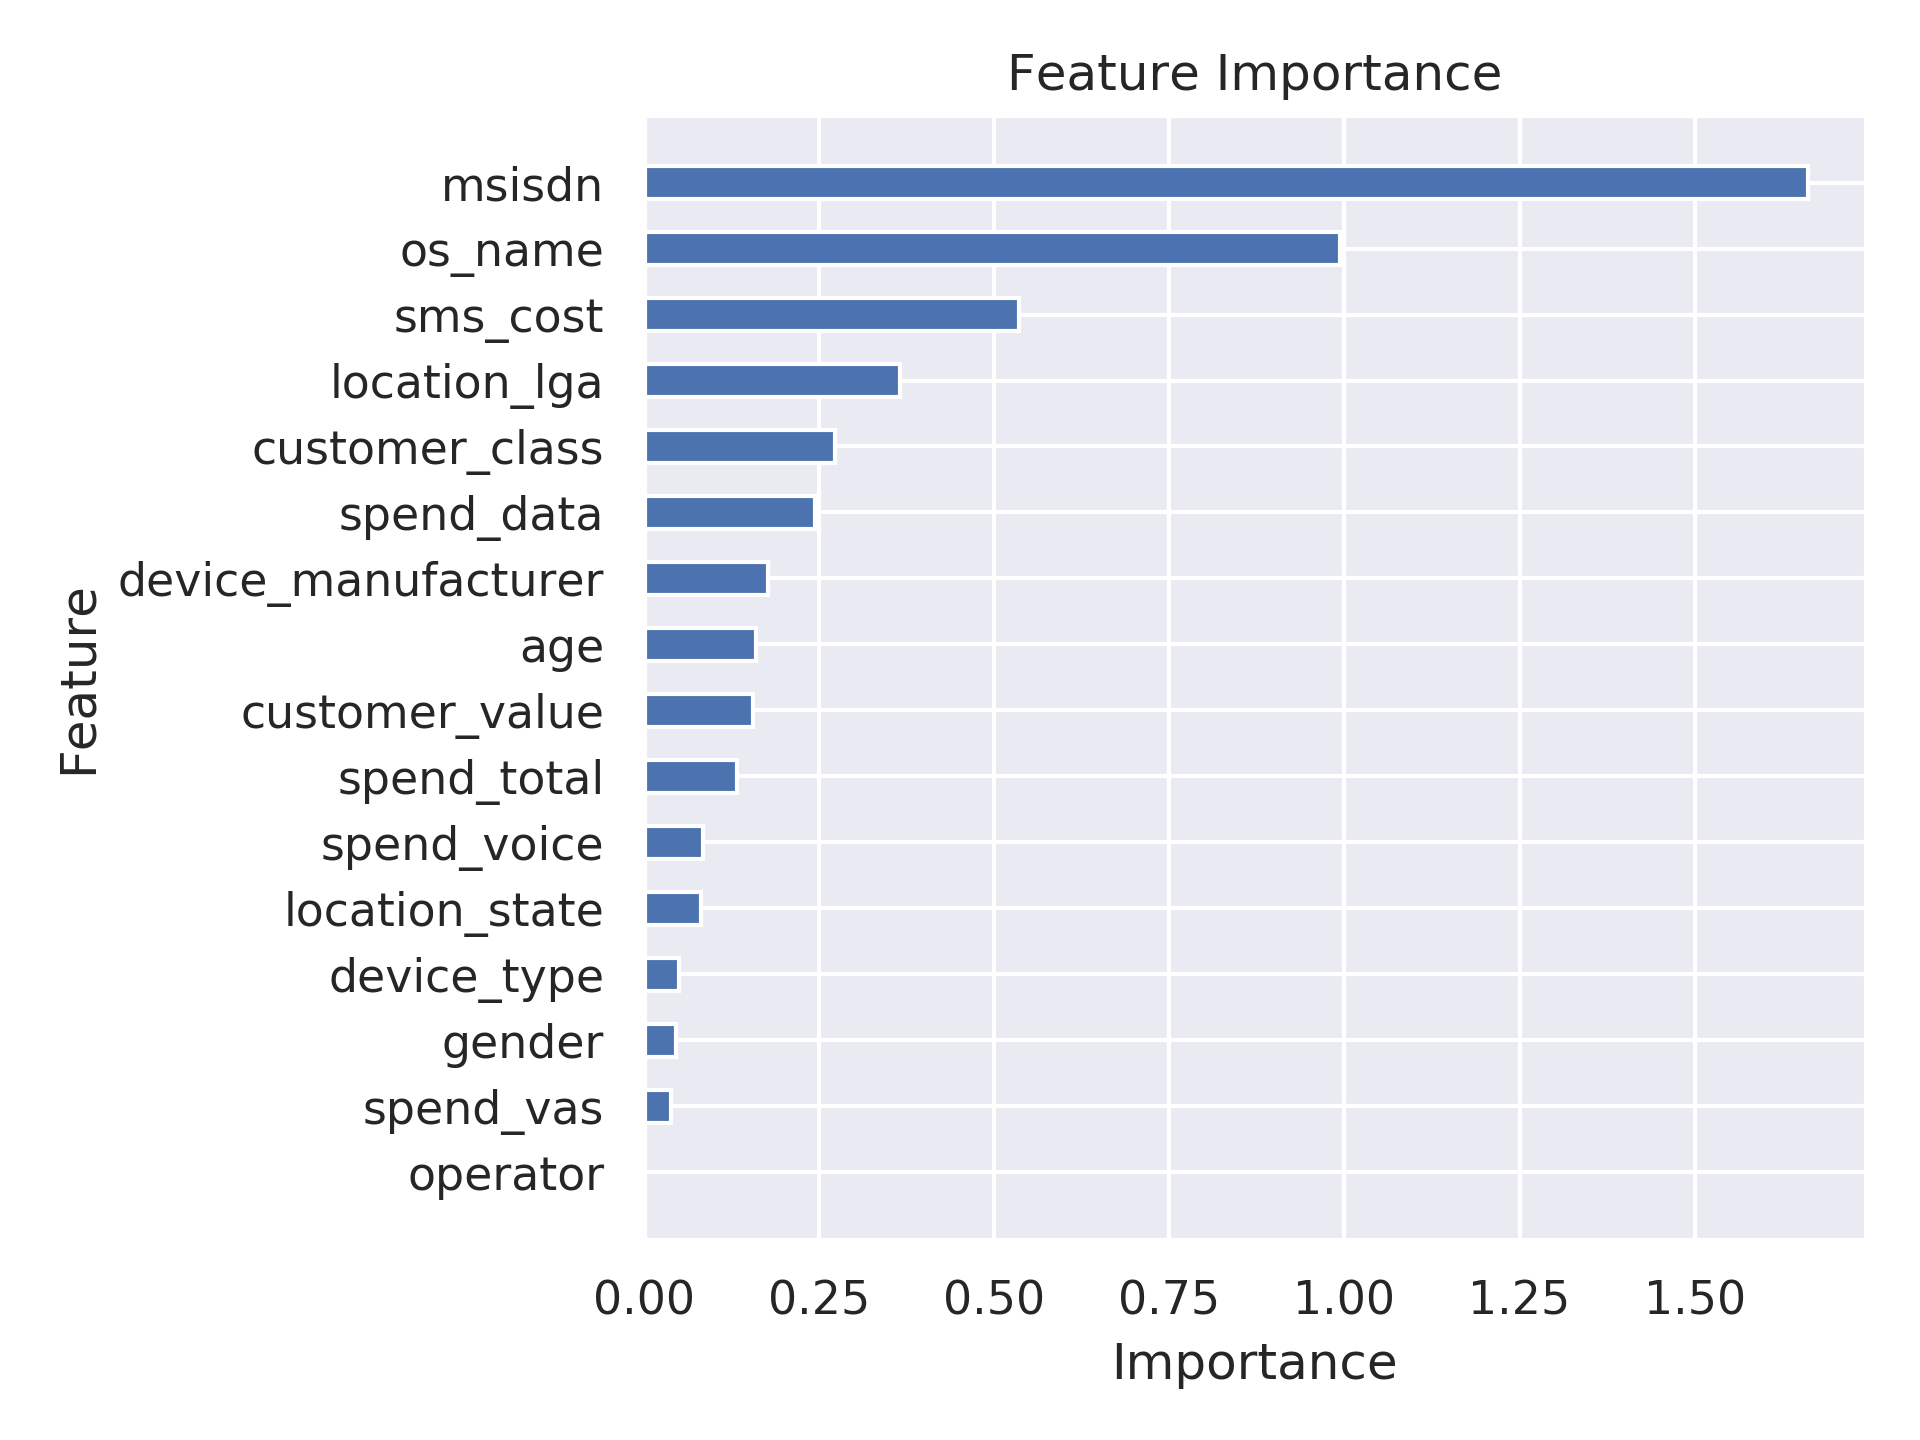 Feature Importance
msisdn
os_name
sms_cost
location_lga
customer_class
spend_data
device_manufacturer
age
customer_value
spend_total
spend_voice
location_state
device_type
gender
spend_vas
operator
Feature
0.00 0.25 0.50 0.75 1.00 1.25 1.50
Importance